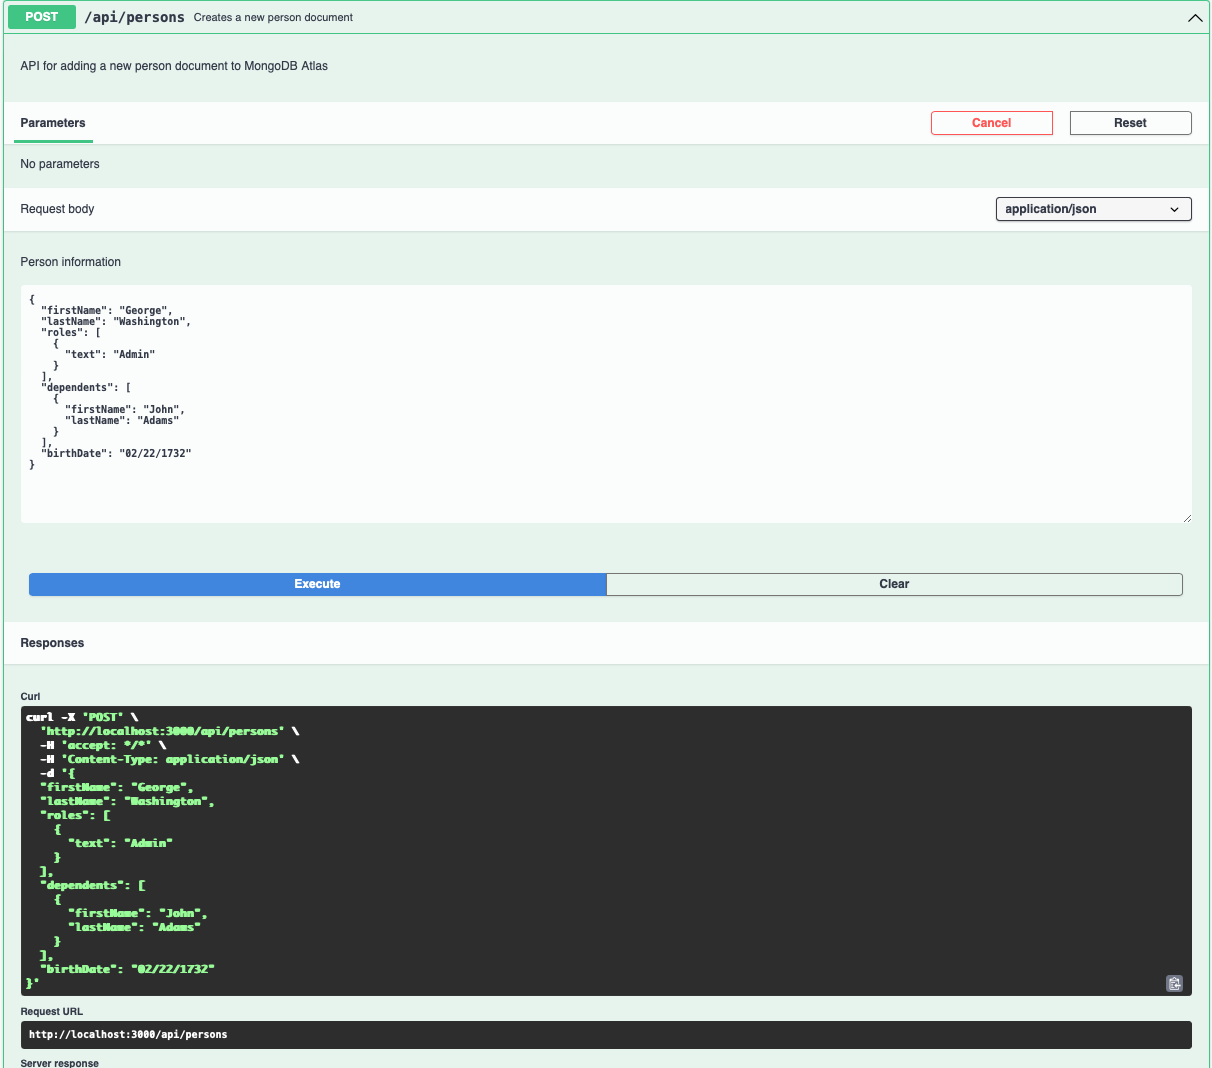 POST /api/persons Creates a new person document
API for adding a new person document to MongoDB Atlas
Parameters
Cancel
Reset
No parameters
Request body
application/json
Person information
{
  "firstName": "George",
  "lastName": "Washington",
  "roles": [
    {
      "text": "Admin"
    }
  ],
  "dependents": [
    {
      "firstName": "John",
      "lastName": "Adams"
    }
  ],
  "birthDate": "02/22/1732"
}
Execute
Clear
Responses
Curl
curl -X 'POST' \
  'http://localhost:3000/api/persons' \
  -H 'accept: */*' \
  -H 'Content-Type: application/json' \
  -d '{
  "firstName": "George",
  "lastName": "Washington",
  "roles": [
    {
      "text": "Admin"
    }
  ],
  "dependents": [
    {
      "firstName": "John",
      "lastName": "Adams"
    }
  ],
  "birthDate": "02/22/1732"
}'
Request URL
http://localhost:3000/api/persons
Server response